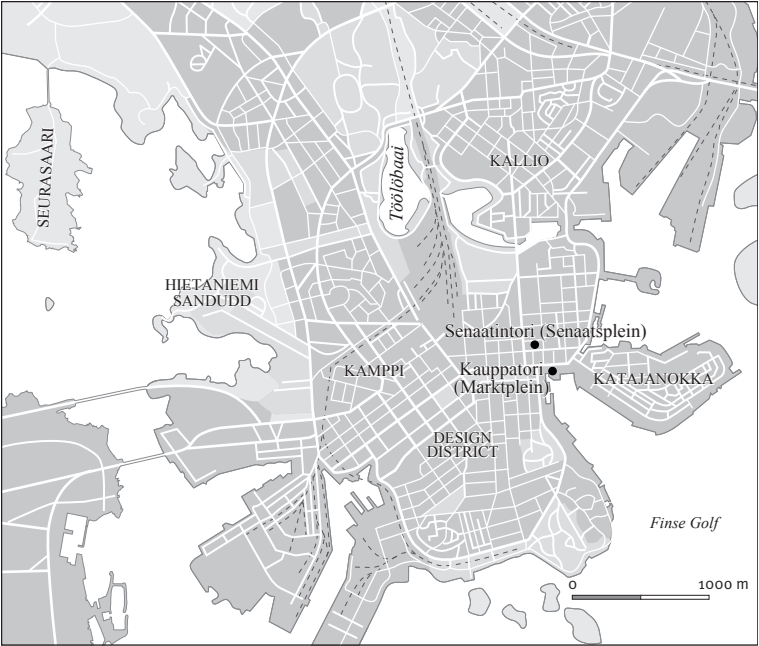 SEURASAARI
Töölöbaai
KALLIO
HIETANIEMI
SANDUDD
Senaatintori (Senaatsplein)
Kauppatori
(Marktplein)
KAMPPI
KATAJANOKKA
DESIGN
DISTRICT
Finse Golf
0 1000 m